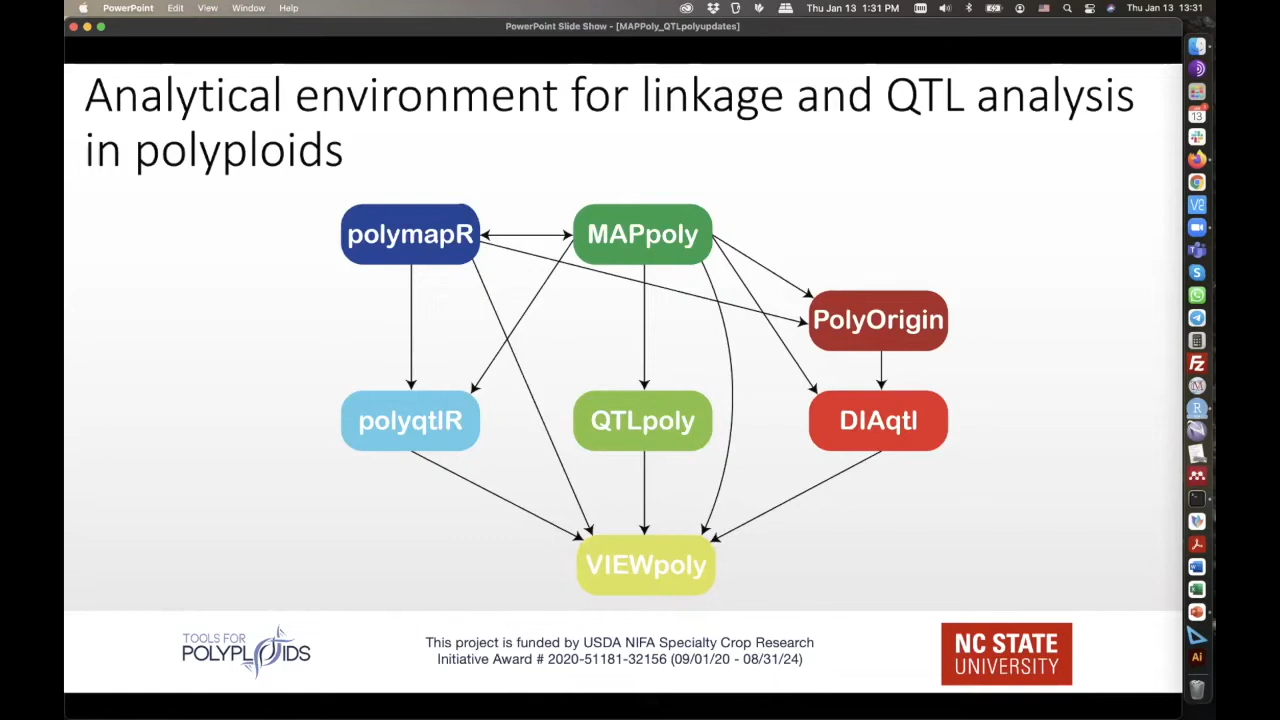 PowerPoint Edit View Window Help
Thu Jan 13 1:31 PM
Thu Jan 13 13:31
PowerPoint Slide Show - [MAPPoly_QTLpolyupdates]
Analytical environment for linkage and QTL analysis
in polyploids
polymapR
MAPpoly
PolyOrigin
polyqtlR
QTLpoly
DIAqtl
VIEWpoly
TOOLS FOR
POLYPLOIDS
This project is funded by USDA NIFA Specialty Crop Research
Initiative Award # 2020-51181-32156 (09/01/20 - 08/31/24)
NC STATE
UNIVERSITY
13
Fz
R
Ai